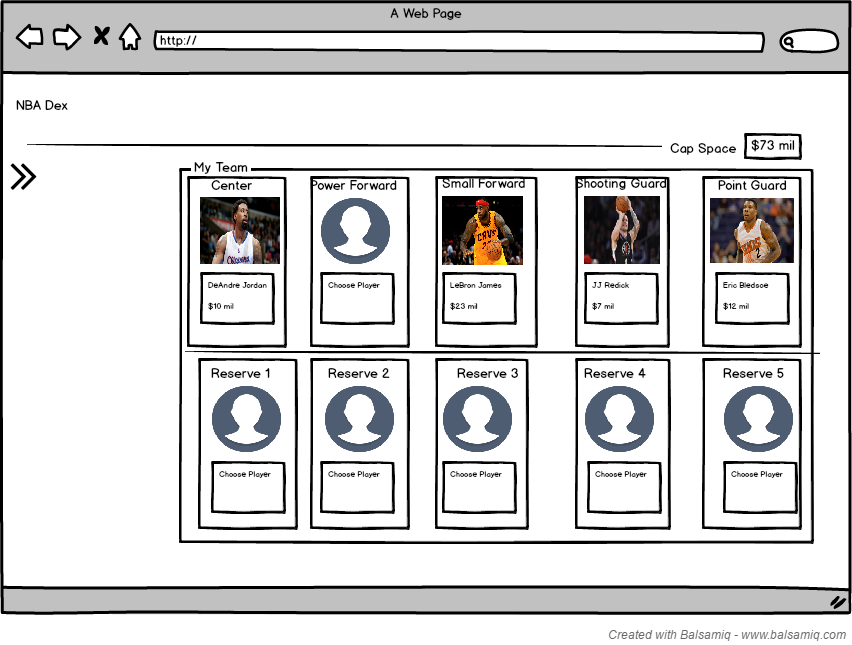 A Web Page
http://
NBA Dex
Cap Space $73 mil
My Team
Center Power Forward Small Forward Shooting Guard Point Guard
CAVS
DeAndre Jordan Choose Player LeBron James JJ Redick Eric Bledsoe
$10 mil $23 mil $7 mil $12 mil
Reserve 1 Reserve 2 Reserve 3 Reserve 4 Reserve 5
Choose Player Choose Player Choose Player Choose Player Choose Player
Created with Balsamiq - www.balsamiq.com